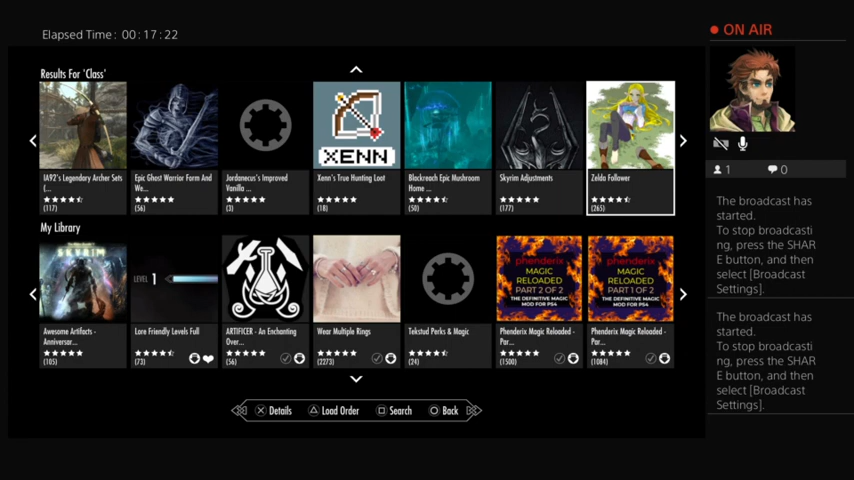 Elapsed Time: 00:17:22
ON AIR
Results For 'Class'
XENN
IA92's Legendary Archer Sets
(...
(117)
Epic Ghost Warrior Form And
We...
(56)
Jordanecus's Improved
Vanilla ...
(3)
Xenn's True Hunting Loot
(18)
Blackreach Epic Mushroom
Home ...
(50)
Skyrim Adjustments
(177)
Zelda Follower
(265)
1
0
The broadcast has
started.
To stop broadcasti
ng, press the SHAR
E button, and then
select [Broadcast
Settings].
My Library
SKYRIM
LEVEL 1
phenderix
MAGIC
RELOADED
PART 2 OF 2
THE DEFINITIVE MAGIC
MOD FOR PS4
phenderix
MAGIC
RELOADED
PART 1 OF 2
THE DEFINITIVE MAGIC
MOD FOR PS4
Awesome Artifacts -
Anniversar...
(105)
Lore Friendly Levels Full
(73)
ARTIFICER - An Enchanting
Over...
(56)
Wear Multiple Rings
(2273)
Tekstud Perks & Magic
(24)
Phenderix Magic Reloaded -
Par...
(1500)
Phenderix Magic Reloaded -
Par...
(1084)
The broadcast has
started.
To stop broadcasti
ng, press the SHAR
E button, and then
select [Broadcast
Settings].
Details
Load Order
Search
Back